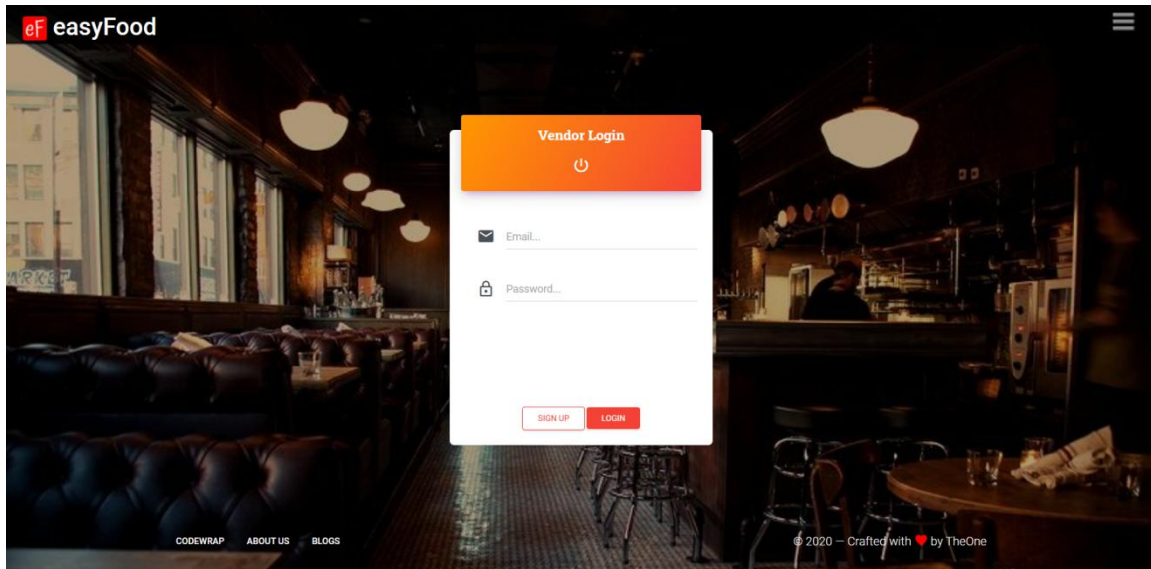 eF easyFood
Vendor Login
Email...
Password...
SIGN UP LOGIN
CODEWRAP ABOUT US BLOGS
© 2020 — Crafted with ❤ by TheOne